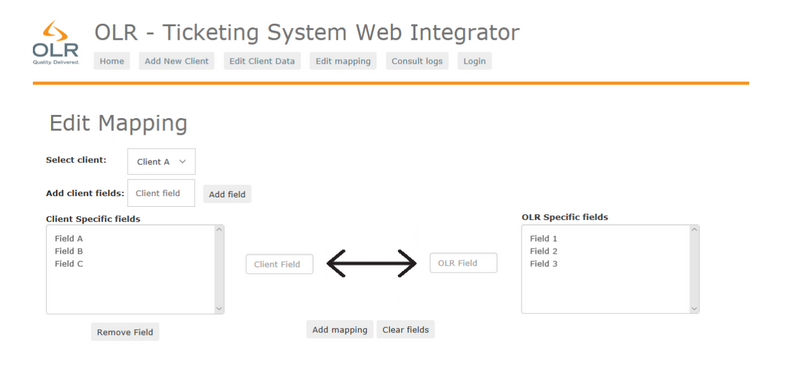 OLR - Ticketing System Web Integrator
OLR
Quality. Delivered.
Home Add New Client Edit Client Data Edit mapping Consult logs Login
Edit Mapping
Select client: Client A
Add client fields: Client field Add field
Client Specific fields
Field A
Field B
Field C
Client Field
OLR Field
OLR Specific fields
Field 1
Field 2
Field 3
Remove Field
Add mapping Clear fields